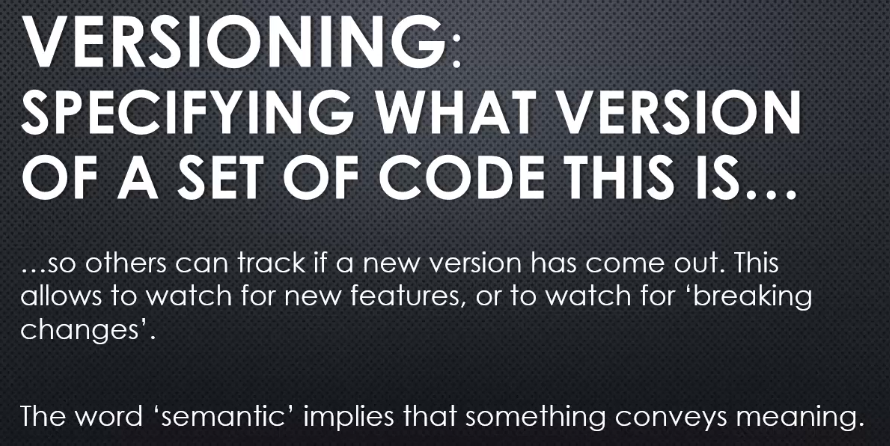 VERSIONING:
SPECIFYING WHAT VERSION
OF A SET OF CODE THIS IS...
...so others can track if a new version has come out. This
allows to watch for new features, or to watch for ‘breaking
changes’.
The word ‘semantic’ implies that something conveys meaning.